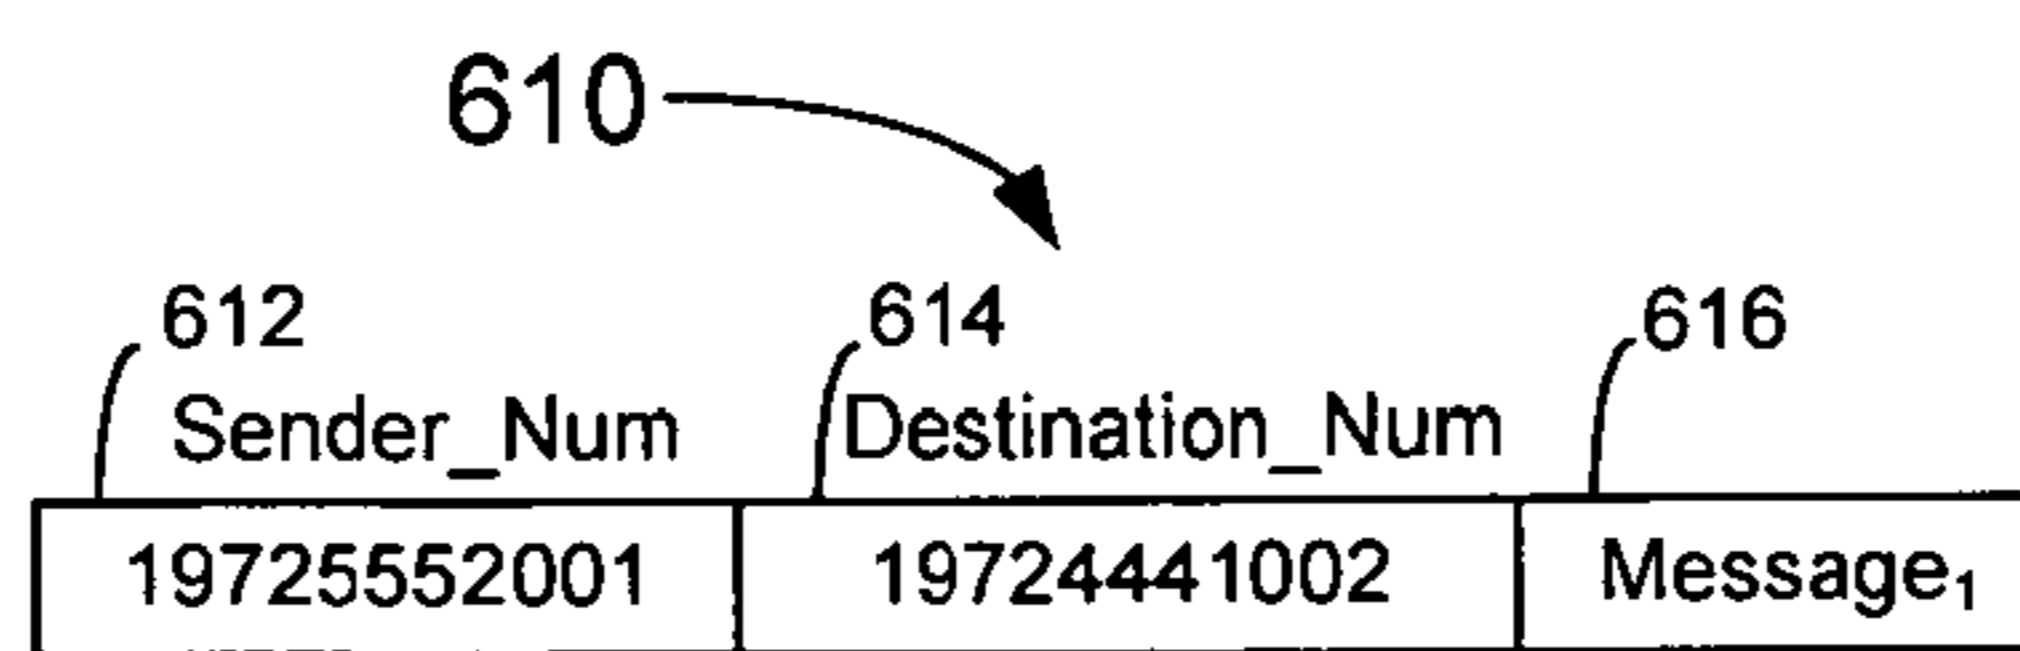 610
612 614 616
Sender_Num Destination_Num
19725552001 19724441002 Message₁